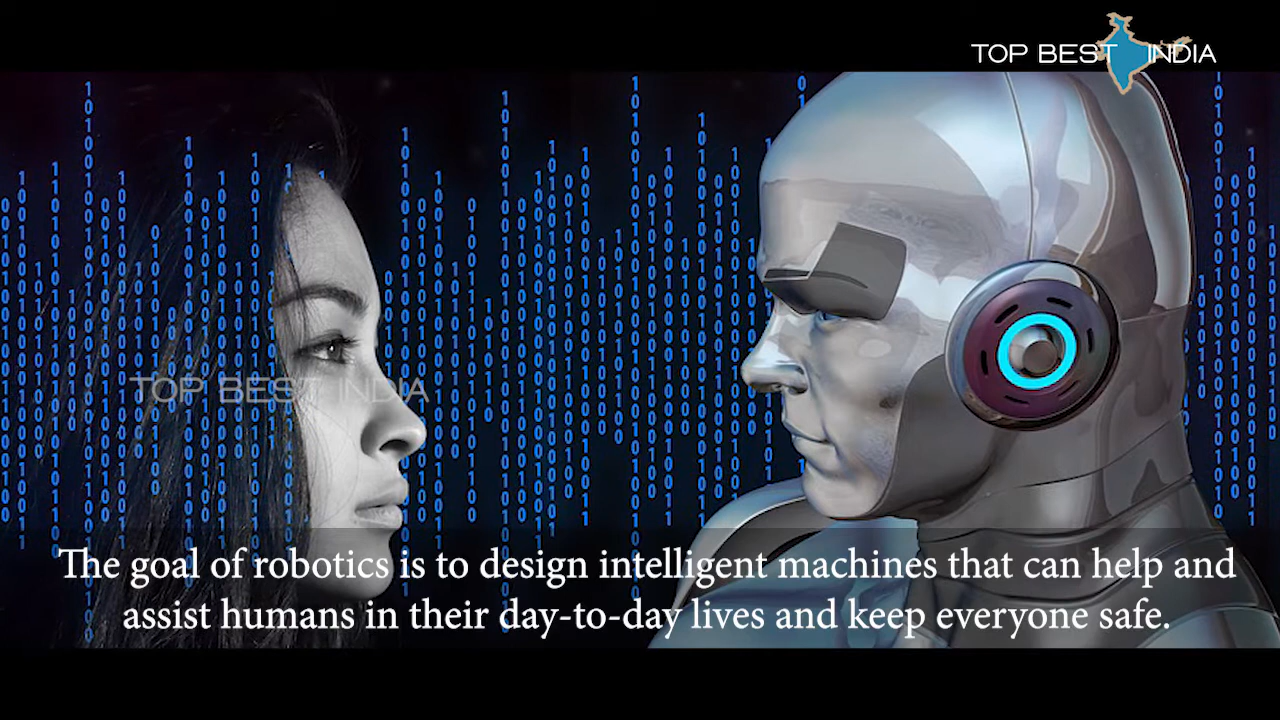 TOP BEST INDIA
TOP BEST INDIA
The goal of robotics is to design intelligent machines that can help and
assist humans in their day-to-day lives and keep everyone safe.